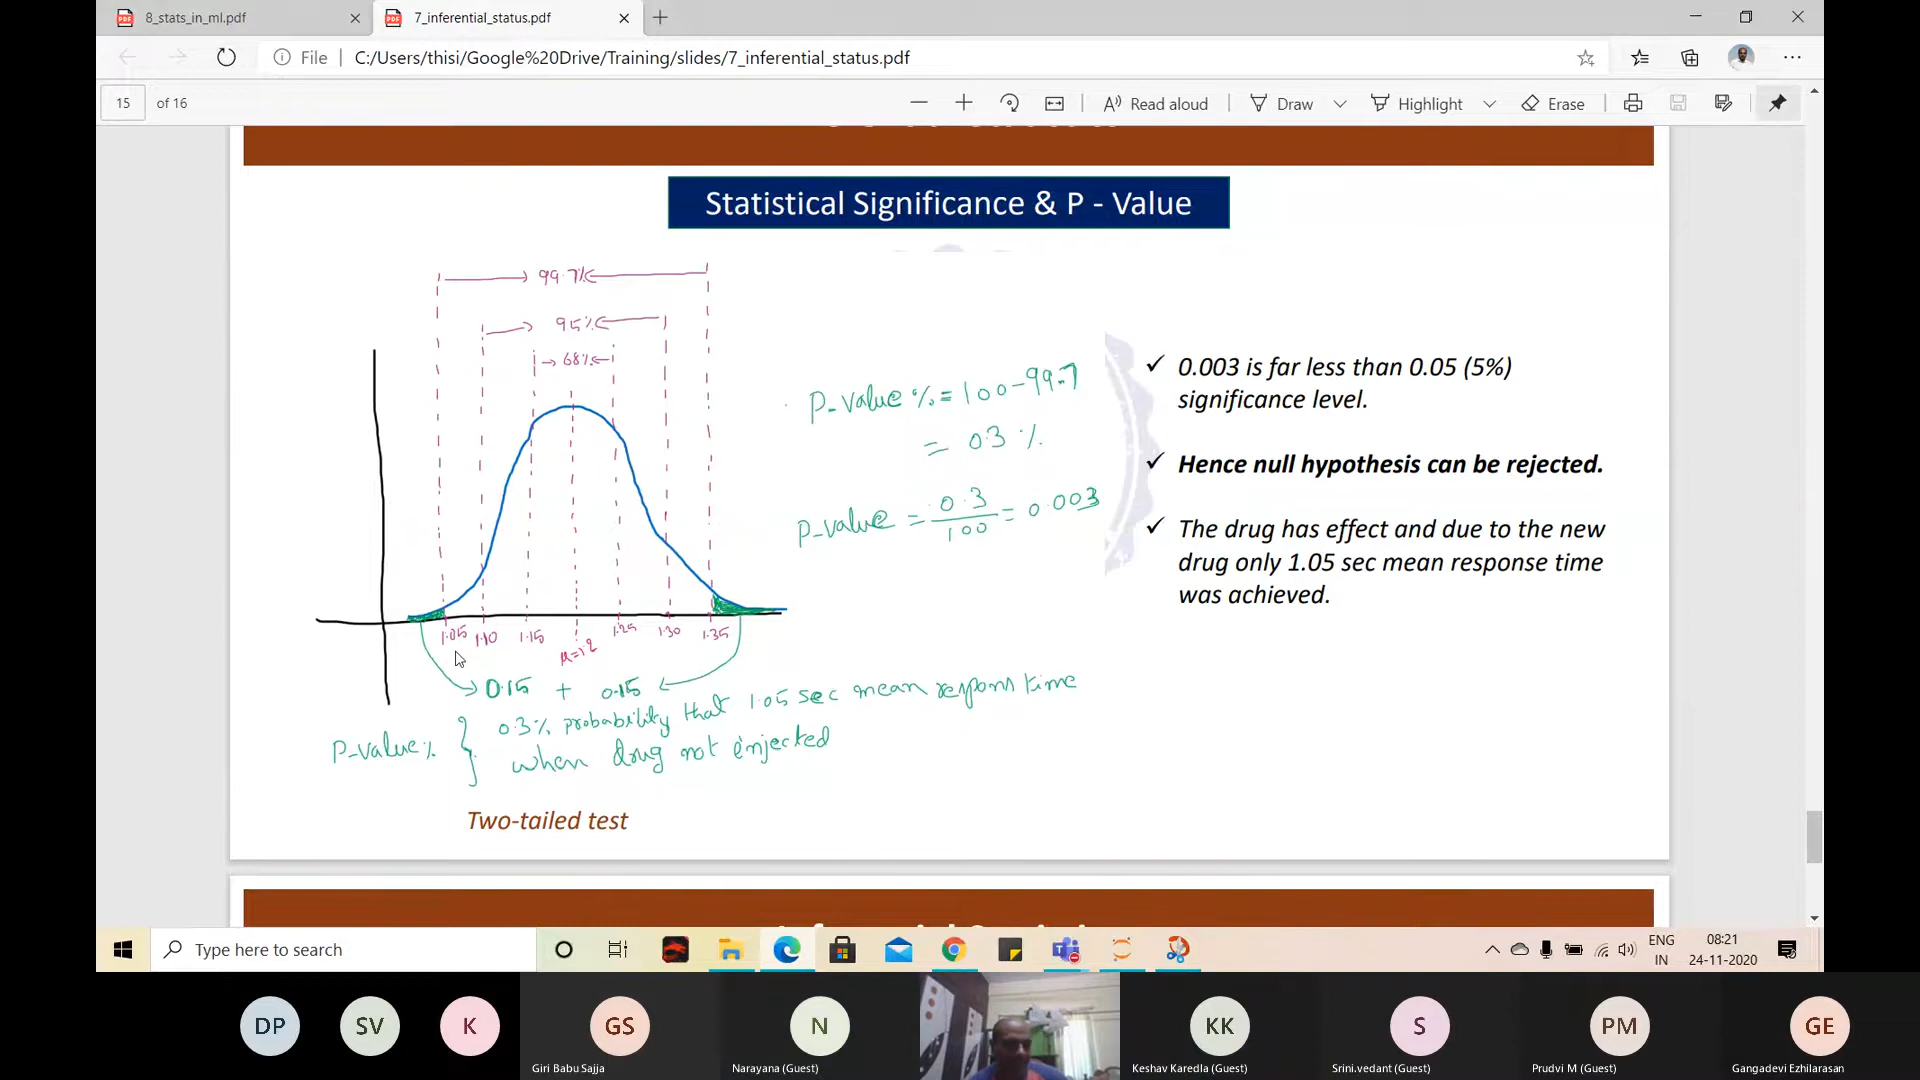 8_stats_in_ml.pdf
7_inferential_status.pdf
File C:/Users/thisi/Google%20Drive/Training/slides/7_inferential_status.pdf
15 of 16
Read aloud
Draw
Highlight
Erase
Statistical Significance & P - Value
99.7%
95%
68%
P-value % = 100-99.7
= 0.3 %
P-value = 0.3/100 = 0.003
1.05 1.10 1.15 μ=1.2 1.25 1.30 1.35
0.15 + 0.15
P-value% { 0.3% probability that 1.05 sec mean respons time
when drug not injected
Two-tailed test
✓ 0.003 is far less than 0.05 (5%)
significance level.
✓ Hence null hypothesis can be rejected.
✓ The drug has effect and due to the new
drug only 1.05 sec mean response time
was achieved.
Type here to search
ENG
IN
08:21
24-11-2020
DP
SV
K
GS
Giri Babu Sajja
N
Narayana (Guest)
KK
Keshav Karedla (Guest)
S
Srini.vedant (Guest)
PM
Prudvi M (Guest)
GE
Gangadevi Ezhilarasan